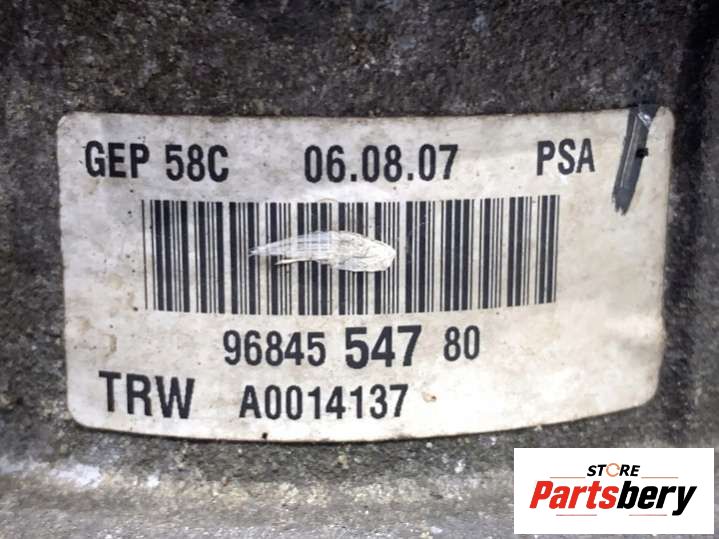 GEP 58C 06.08.07 PSA
96845 547 80
TRW A0014137
STORE
Partsbery